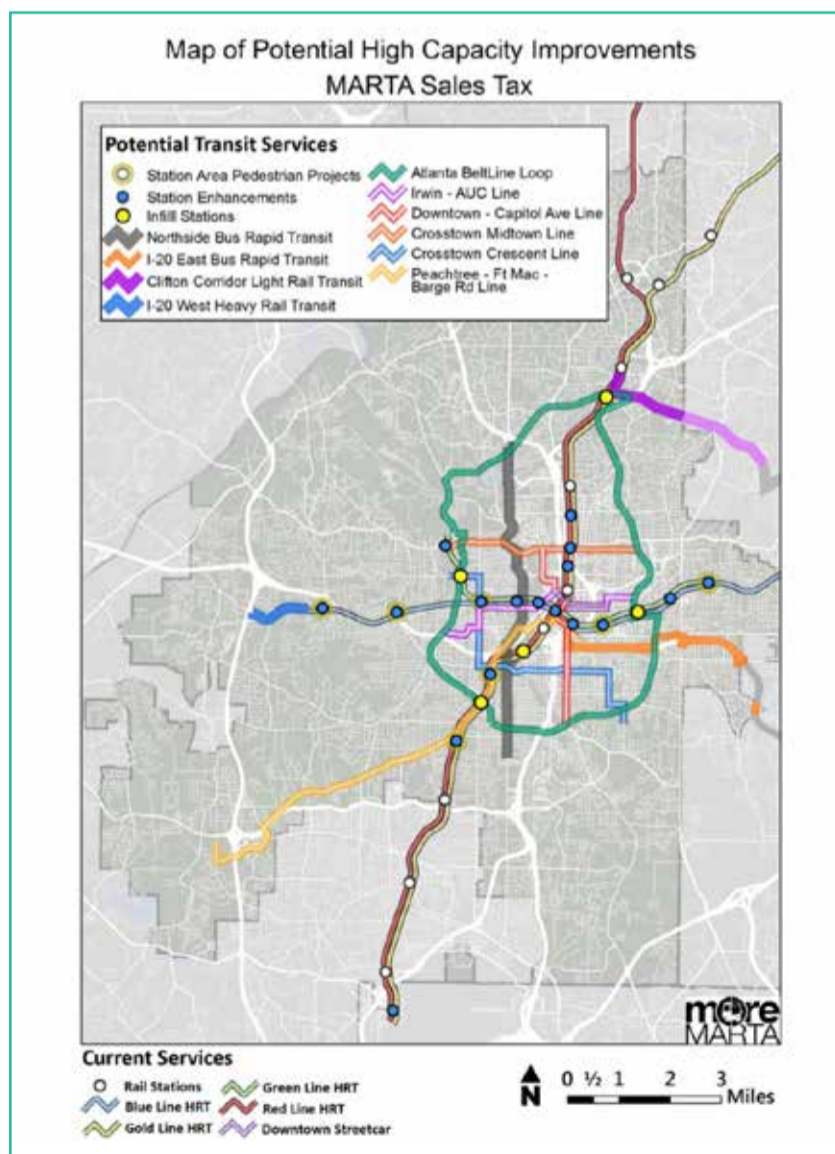 Map of Potential High Capacity Improvements
MARTA Sales Tax
Potential Transit Services
Station Area Pedestrian Projects
Station Enhancements
Infill Stations
Northside Bus Rapid Transit
I-20 East Bus Rapid Transit
Clifton Corridor Light Rail Transit
I-20 West Heavy Rail Transit
Atlanta BeltLine Loop
Irwin - AUC Line
Downtown - Capitol Ave Line
Crosstown Midtown Line
Crosstown Crescent Line
Peachtree - Ft Mac -
Barge Rd Line
more
MARTA
Current Services
Rail Stations
Blue Line HRT
Gold Line HRT
Green Line HRT
Red Line HRT
Downtown Streetcar
N
0 ½ 1 2 3
Miles